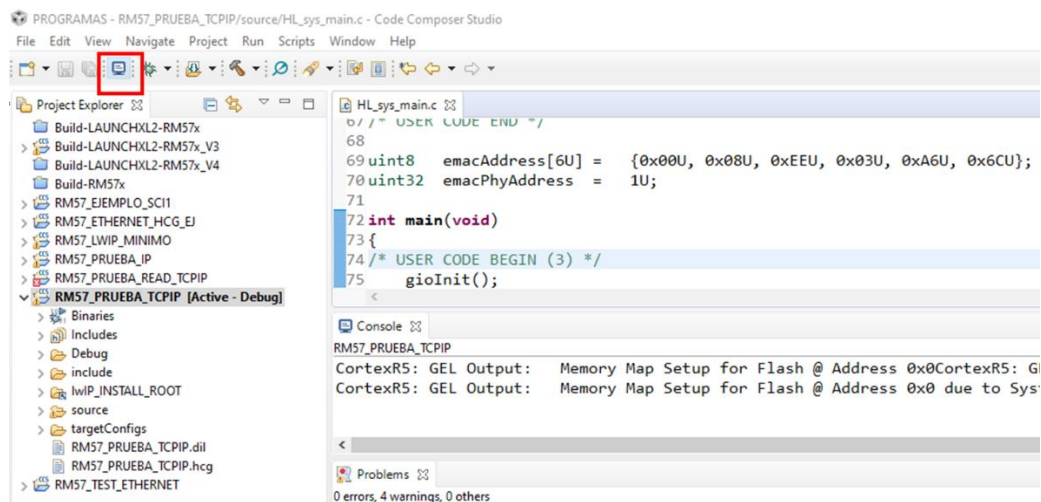 PROGRAMAS - RM57_PRUEBA_TCPIP/source/HL_sys_main.c - Code Composer Studio
File Edit View Navigate Project Run Scripts Window Help
Project Explorer
Build-LAUNCHXL2-RM57x
Build-LAUNCHXL2-RM57x_V3
Build-LAUNCHXL2-RM57x_V4
Build-RM57x
RM57_EJEMPLO_SCI1
RM57_ETHERNET_HCG_EJ
RM57_LWIP_MINIMO
RM57_PRUEBA_IP
RM57_PRUEBA_READ_TCPIP
RM57_PRUEBA_TCPIP [Active - Debug]
Binaries
Includes
Debug
include
lwIP_INSTALL_ROOT
source
targetConfigs
RM57_PRUEBA_TCPIP.dil
RM57_PRUEBA_TCPIP.hcg
RM57_TEST_ETHERNET
HL_sys_main.c
67 /* USER CODE END */
68
69 uint8 emacAddress[6U] = {0x00U, 0x08U, 0xEEU, 0x03U, 0xA6U, 0x6CU};
70 uint32 emacPhyAddress = 1U;
71
72 int main(void)
73 {
74 /* USER CODE BEGIN (3) */
75 gioInit();
Console
RM57_PRUEBA_TCPIP
CortexR5: GEL Output: Memory Map Setup for Flash @ Address 0x0CortexR5: GE
CortexR5: GEL Output: Memory Map Setup for Flash @ Address 0x0 due to Syst
Problems
0 errors, 4 warnings, 0 others